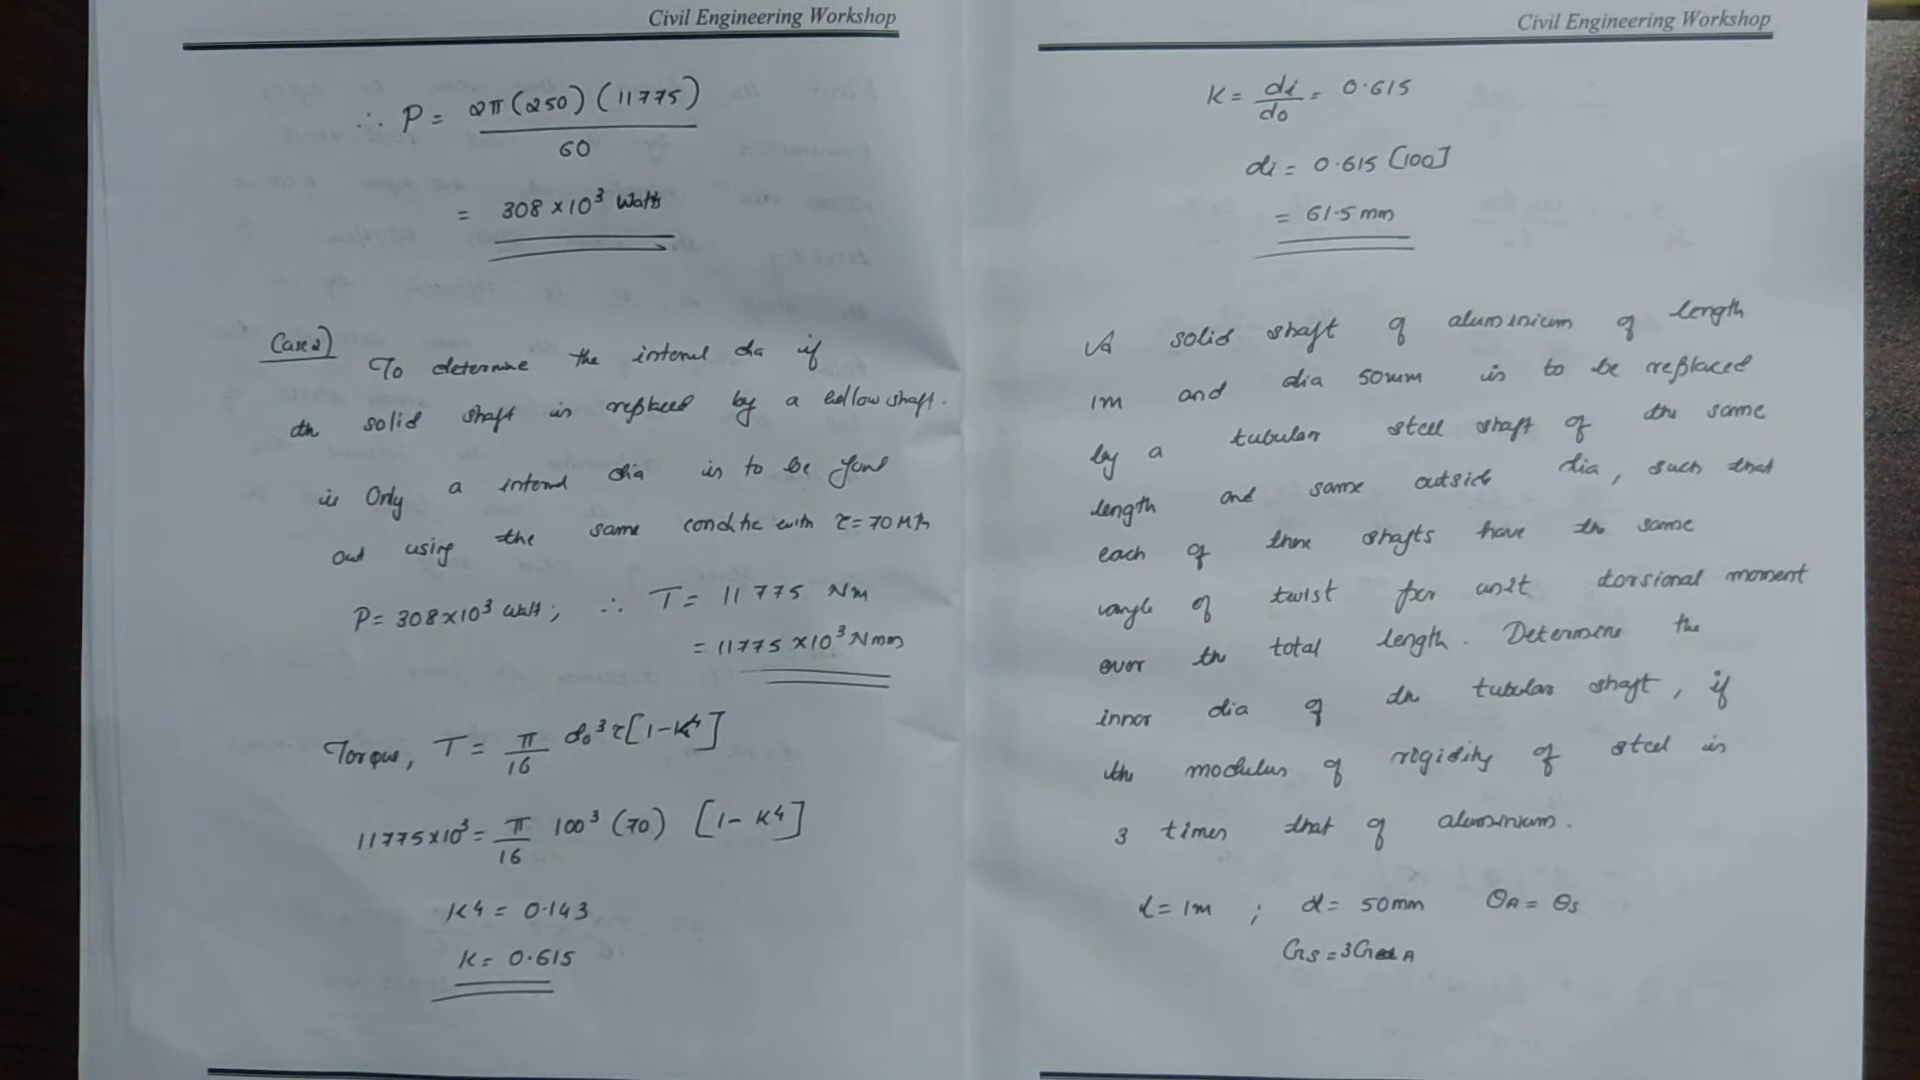 Civil Engineering Workshop
∴ P = 2π(250)(11775)
60
= 308 × 10³ Watts
Case 2) To determine the internal dia if
the solid shaft is replaced by a hollow shaft.
ie Only a internal dia is to be found
out using the same conditic with τ = 70 MPa
P = 308×10³ Watt ; ∴ T = 11775 Nm
= 11775 ×10³ Nmm
Torque, T = π/16 do³ τ[1-K⁴]
11775×10³ = π/16 100³ (70) [1- K⁴]
K⁴ = 0.143
K = 0.615
Civil Engineering Workshop
K = di/do = 0.615
di = 0.615 [100]
= 61.5 mm
A solid shaft of aluminium of length
1m and dia 50mm is to be replaced
by a tubular steel shaft of the same
length and same outside dia, such that
each of these shafts have the same
angle of twist for unit torsional moment
over the total length. Determine the
inner dia of the tubular shaft, if
the modulus of rigidity of steel is
3 times that of aluminium.
l = 1m ; d = 50mm θA = θS
GS = 3G A